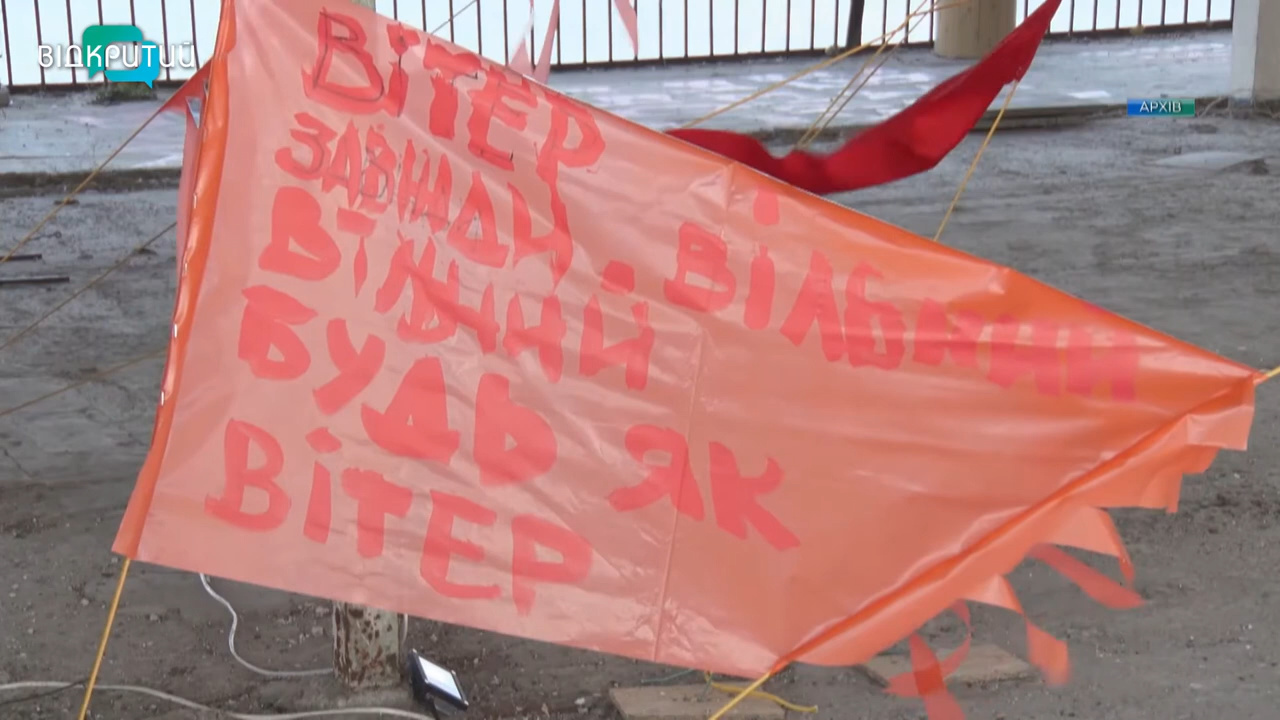 ВІДКРИТИЙ
АРХІВ
ВІТЕР
ЗАВЖДИ
ВІЛЬНИЙ, ВІЛЬНИЙ
БУДЬ ЯК
ВІТЕР